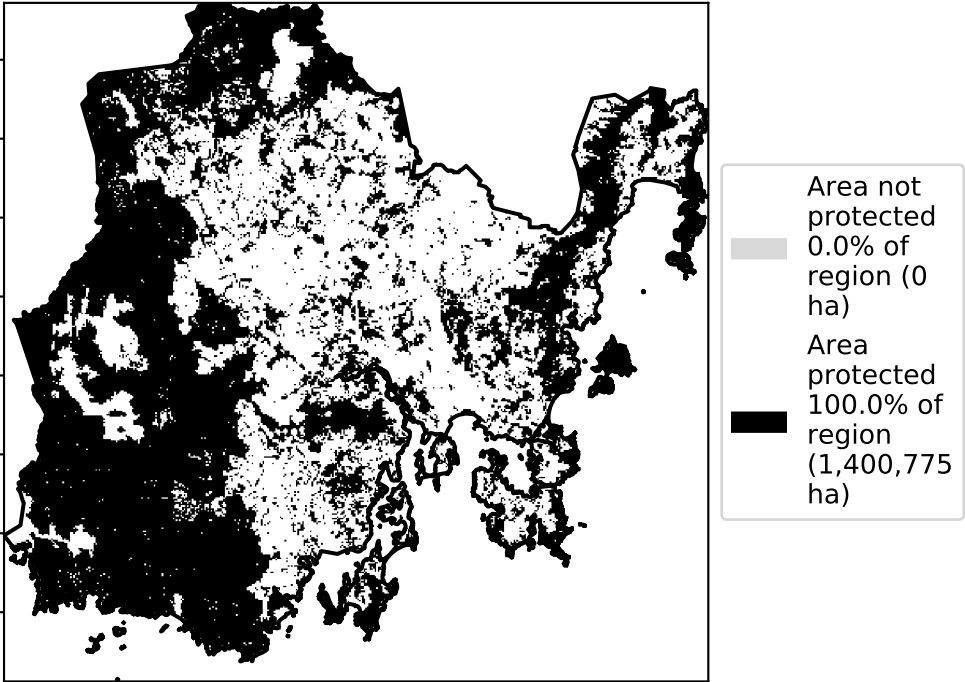 Area not
protected
0.0% of
region (0
ha)
Area
protected
100.0% of
region
(1,400,775
ha)